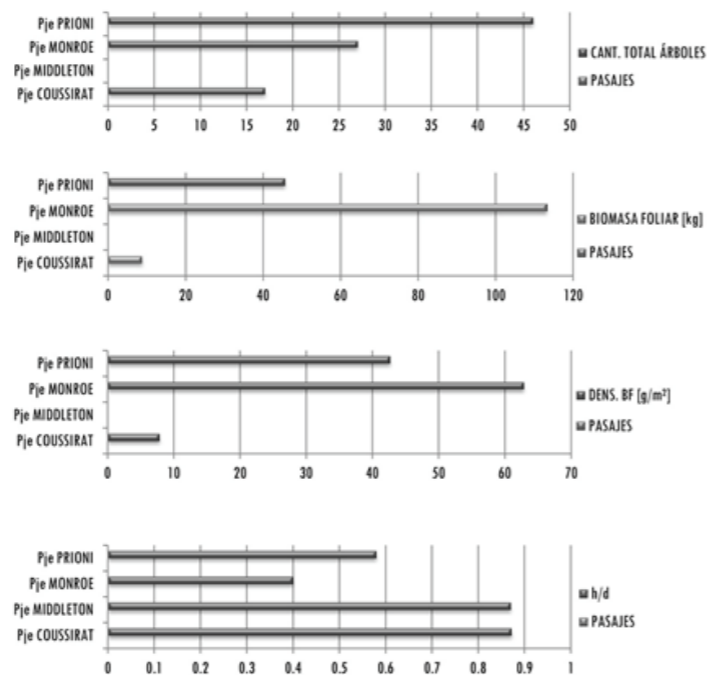 Pje PRIONI
Pje MONROE
Pje MIDDLETON
Pje COUSSIRAT
0 5 10 15 20 25 30 35 40 45 50
CANT. TOTAL ÁRBOLES
PASAJES
Pje PRIONI
Pje MONROE
Pje MIDDLETON
Pje COUSSIRAT
0 20 40 60 80 100 120
BIOMASA FOLIAR [kg]
PASAJES
Pje PRIONI
Pje MONROE
Pje MIDDLETON
Pje COUSSIRAT
0 10 20 30 40 50 60 70
DENS. BF [g/m²]
PASAJES
Pje PRIONI
Pje MONROE
Pje MIDDLETON
Pje COUSSIRAT
0 0.1 0.2 0.3 0.4 0.5 0.6 0.7 0.8 0.9 1
h/d
PASAJES